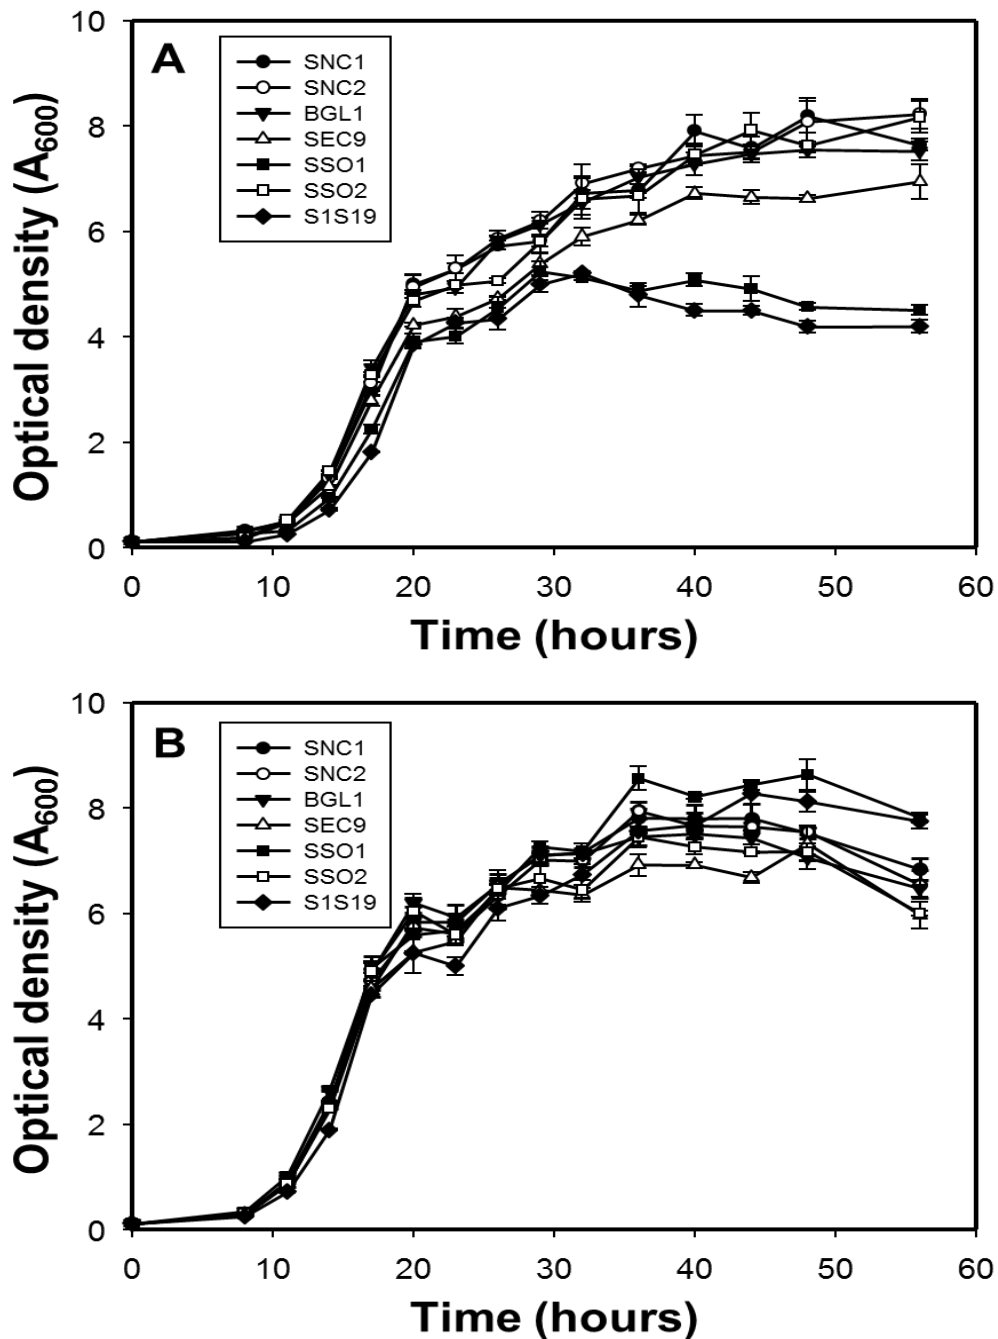 A
SNC1
SNC2
BGL1
SEC9
SSO1
SSO2
S1S19
Optical density (A600)
10
8
6
4
2
0
0 10 20 30 40 50 60
Time (hours)
B
SNC1
SNC2
BGL1
SEC9
SSO1
SSO2
S1S19
Optical density (A600)
10
8
6
4
2
0
0 10 20 30 40 50 60
Time (hours)